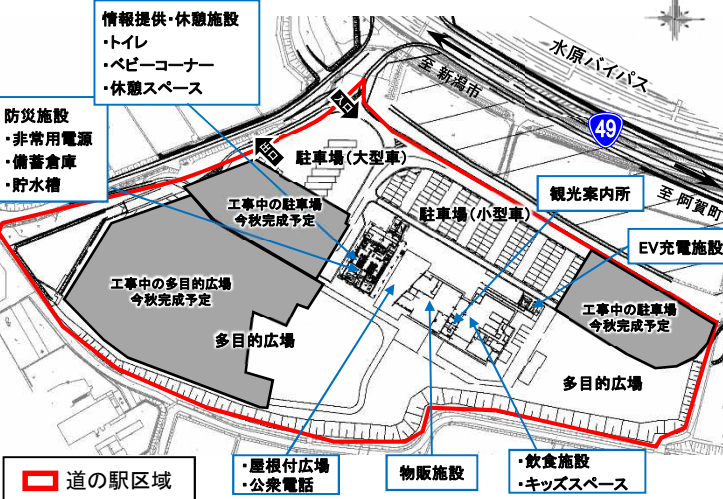 情報提供・休憩施設
・トイレ
・ベビーコーナー
・休憩スペース
防災施設
・非常用電源
・備蓄倉庫
・貯水槽
水原バイパス
至 新潟市
49
入口
出口
駐車場(大型車)
至 阿賀町
観光案内所
駐車場(小型車)
工事中の駐車場
今秋完成予定
EV充電施設
工事中の多目的広場
今秋完成予定
工事中の駐車場
今秋完成予定
多目的広場
多目的広場
・屋根付広場
・公衆電話
物販施設
・飲食施設
・キッズスペース
道の駅区域